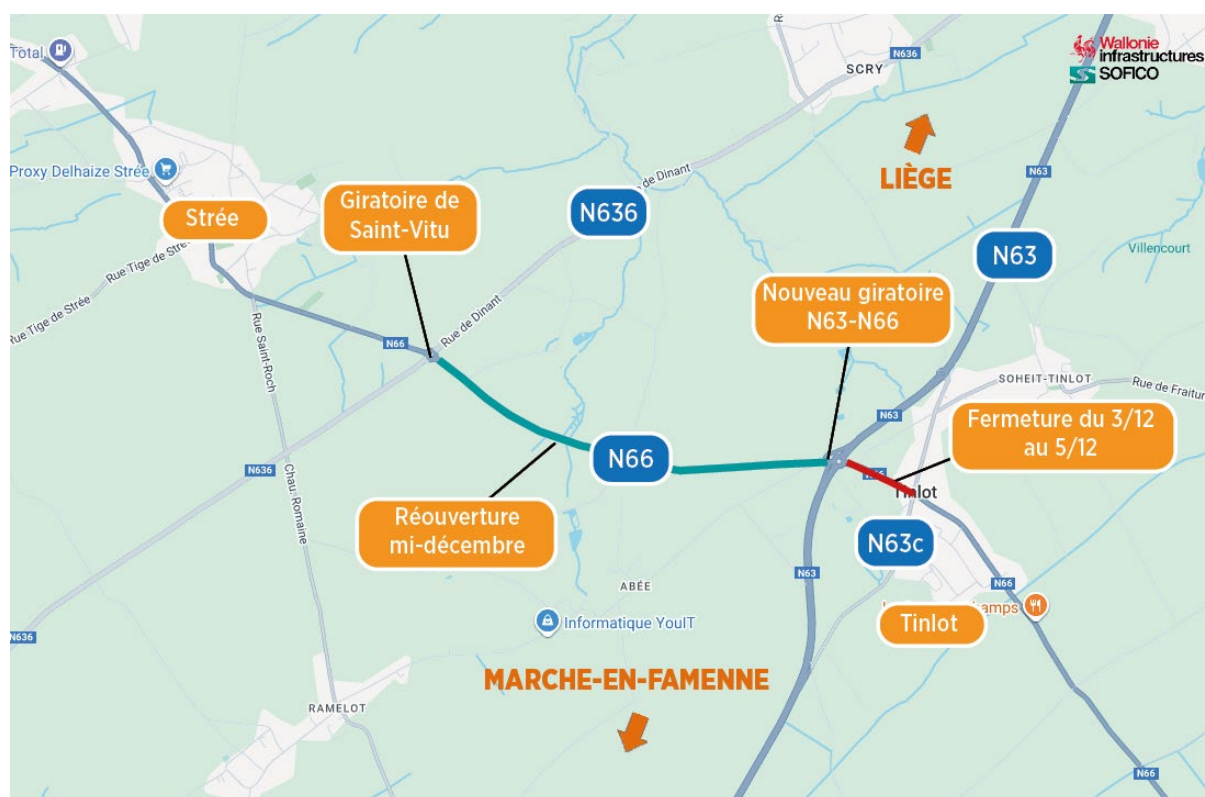 Total
Wallonie
infrastructures
SOFICO
N636
SCRY
LIÈGE
N63
Proxy Delhaize Strée
Strée
Giratoire de
Saint-Vitu
de Dinant
N636
N63
Villencourt
Rue Tige de Strée
Rue Tige de Strée
Rue Saint-Roch
Rue de Dinant
N66
Nouveau giratoire
N63-N66
SOHEIT-TINLOT
Rue de Fraitur
N63
Fermeture du 3/12
au 5/12
N66
N636
Chau. Romaine
Réouverture
mi-décembre
Tinlot
N63c
N63
N66
ABÉE
Informatique YouIT
Tinlot
amps
N636
MARCHE-EN-FAMENNE
RAMELOT
N66